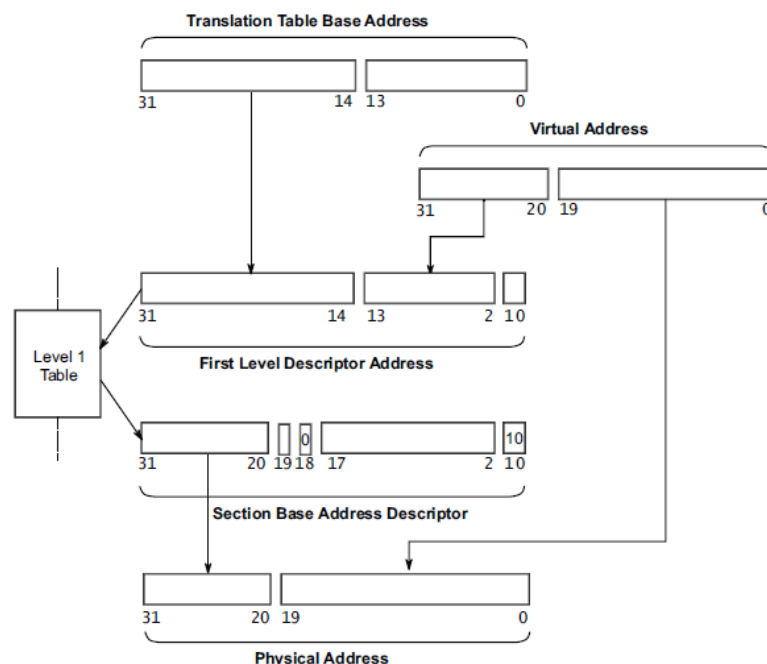 Translation Table Base Address
31 14 13 0
Virtual Address
31 20 19 0
31 14 13 2 1 0
First Level Descriptor Address
Level 1
Table
0 10
31 20 19 18 17 2 1 0
Section Base Address Descriptor
31 20 19 0
Physical Address